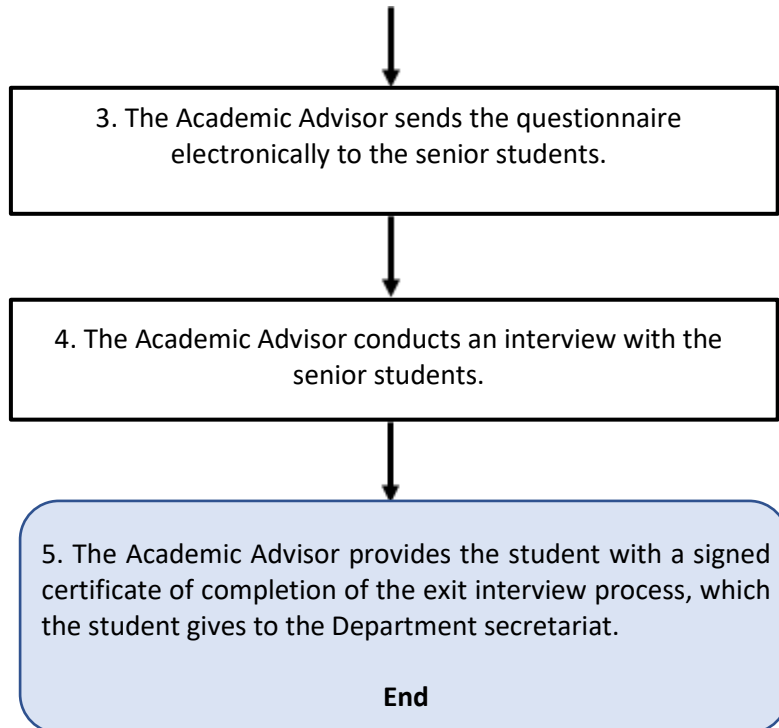 3. The Academic Advisor sends the questionnaire
electronically to the senior students.
4. The Academic Advisor conducts an interview with the
senior students.
5. The Academic Advisor provides the student with a signed
certificate of completion of the exit interview process, which
the student gives to the Department secretariat.
End